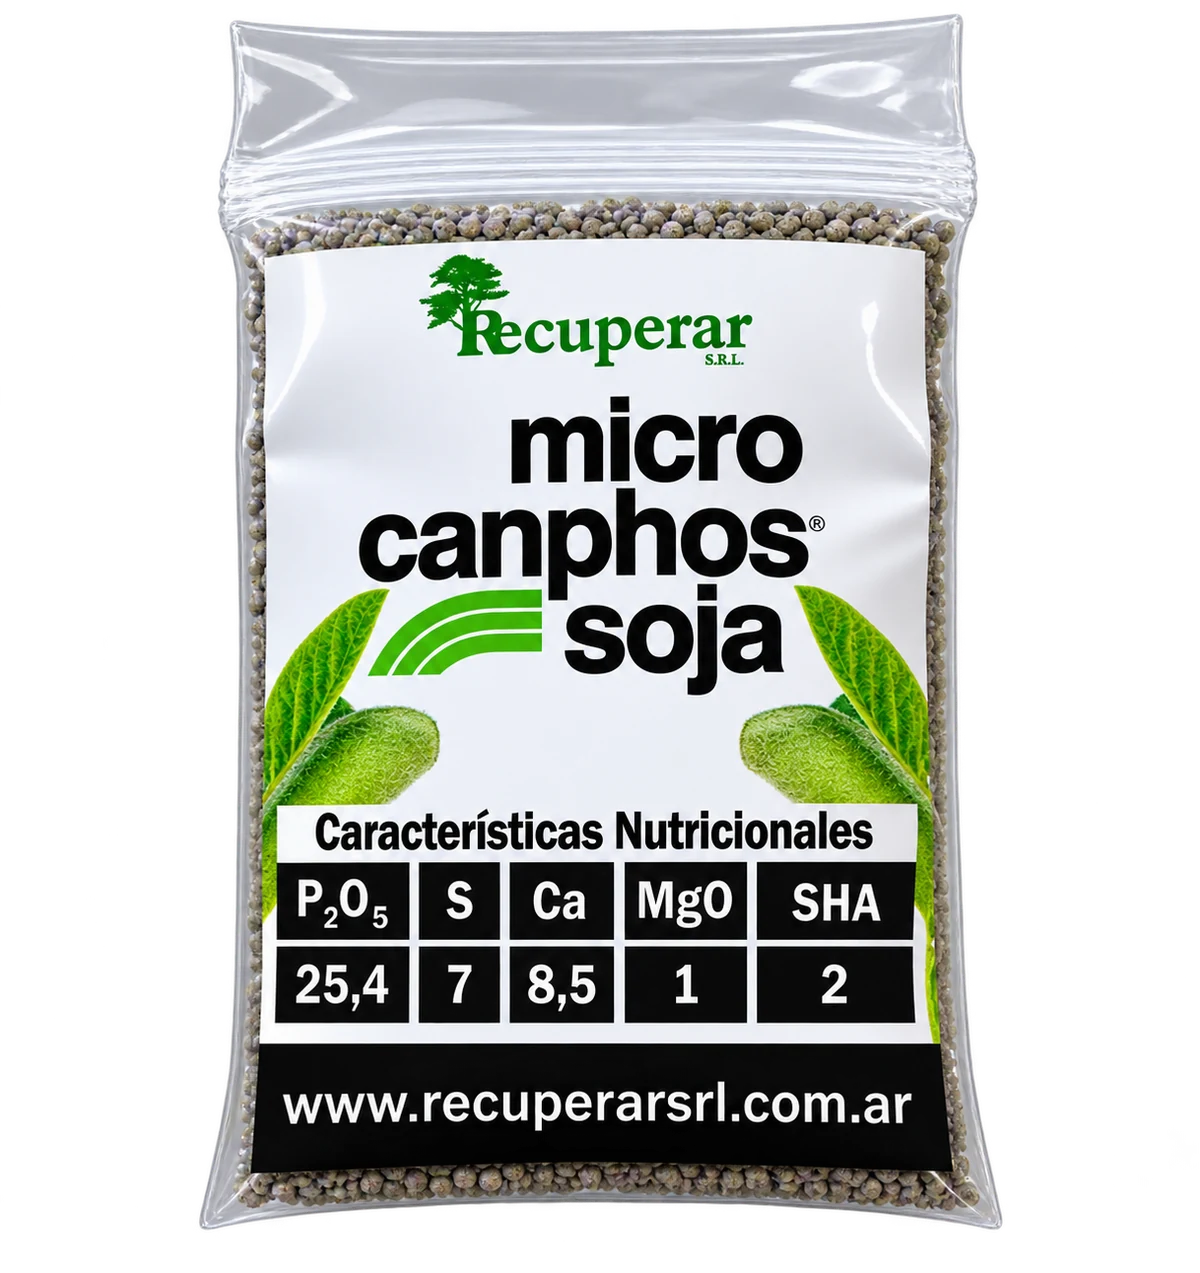 Recuperar
S.R.L.
micro
canphos®
soja
Características Nutricionales
P₂O₅ S Ca MgO SHA
25,4 7 8,5 1 2
www.recuperarsrl.com.ar